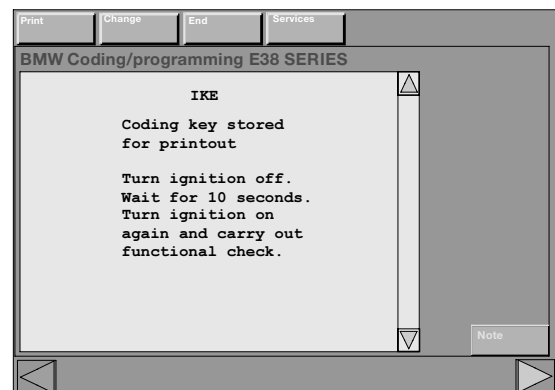 Print
Change
End
Services
BMW Coding/programming E38 SERIES
IKE
Coding key stored
for printout
Turn ignition off.
Wait for 10 seconds.
Turn ignition on
again and carry out
functional check.
Note